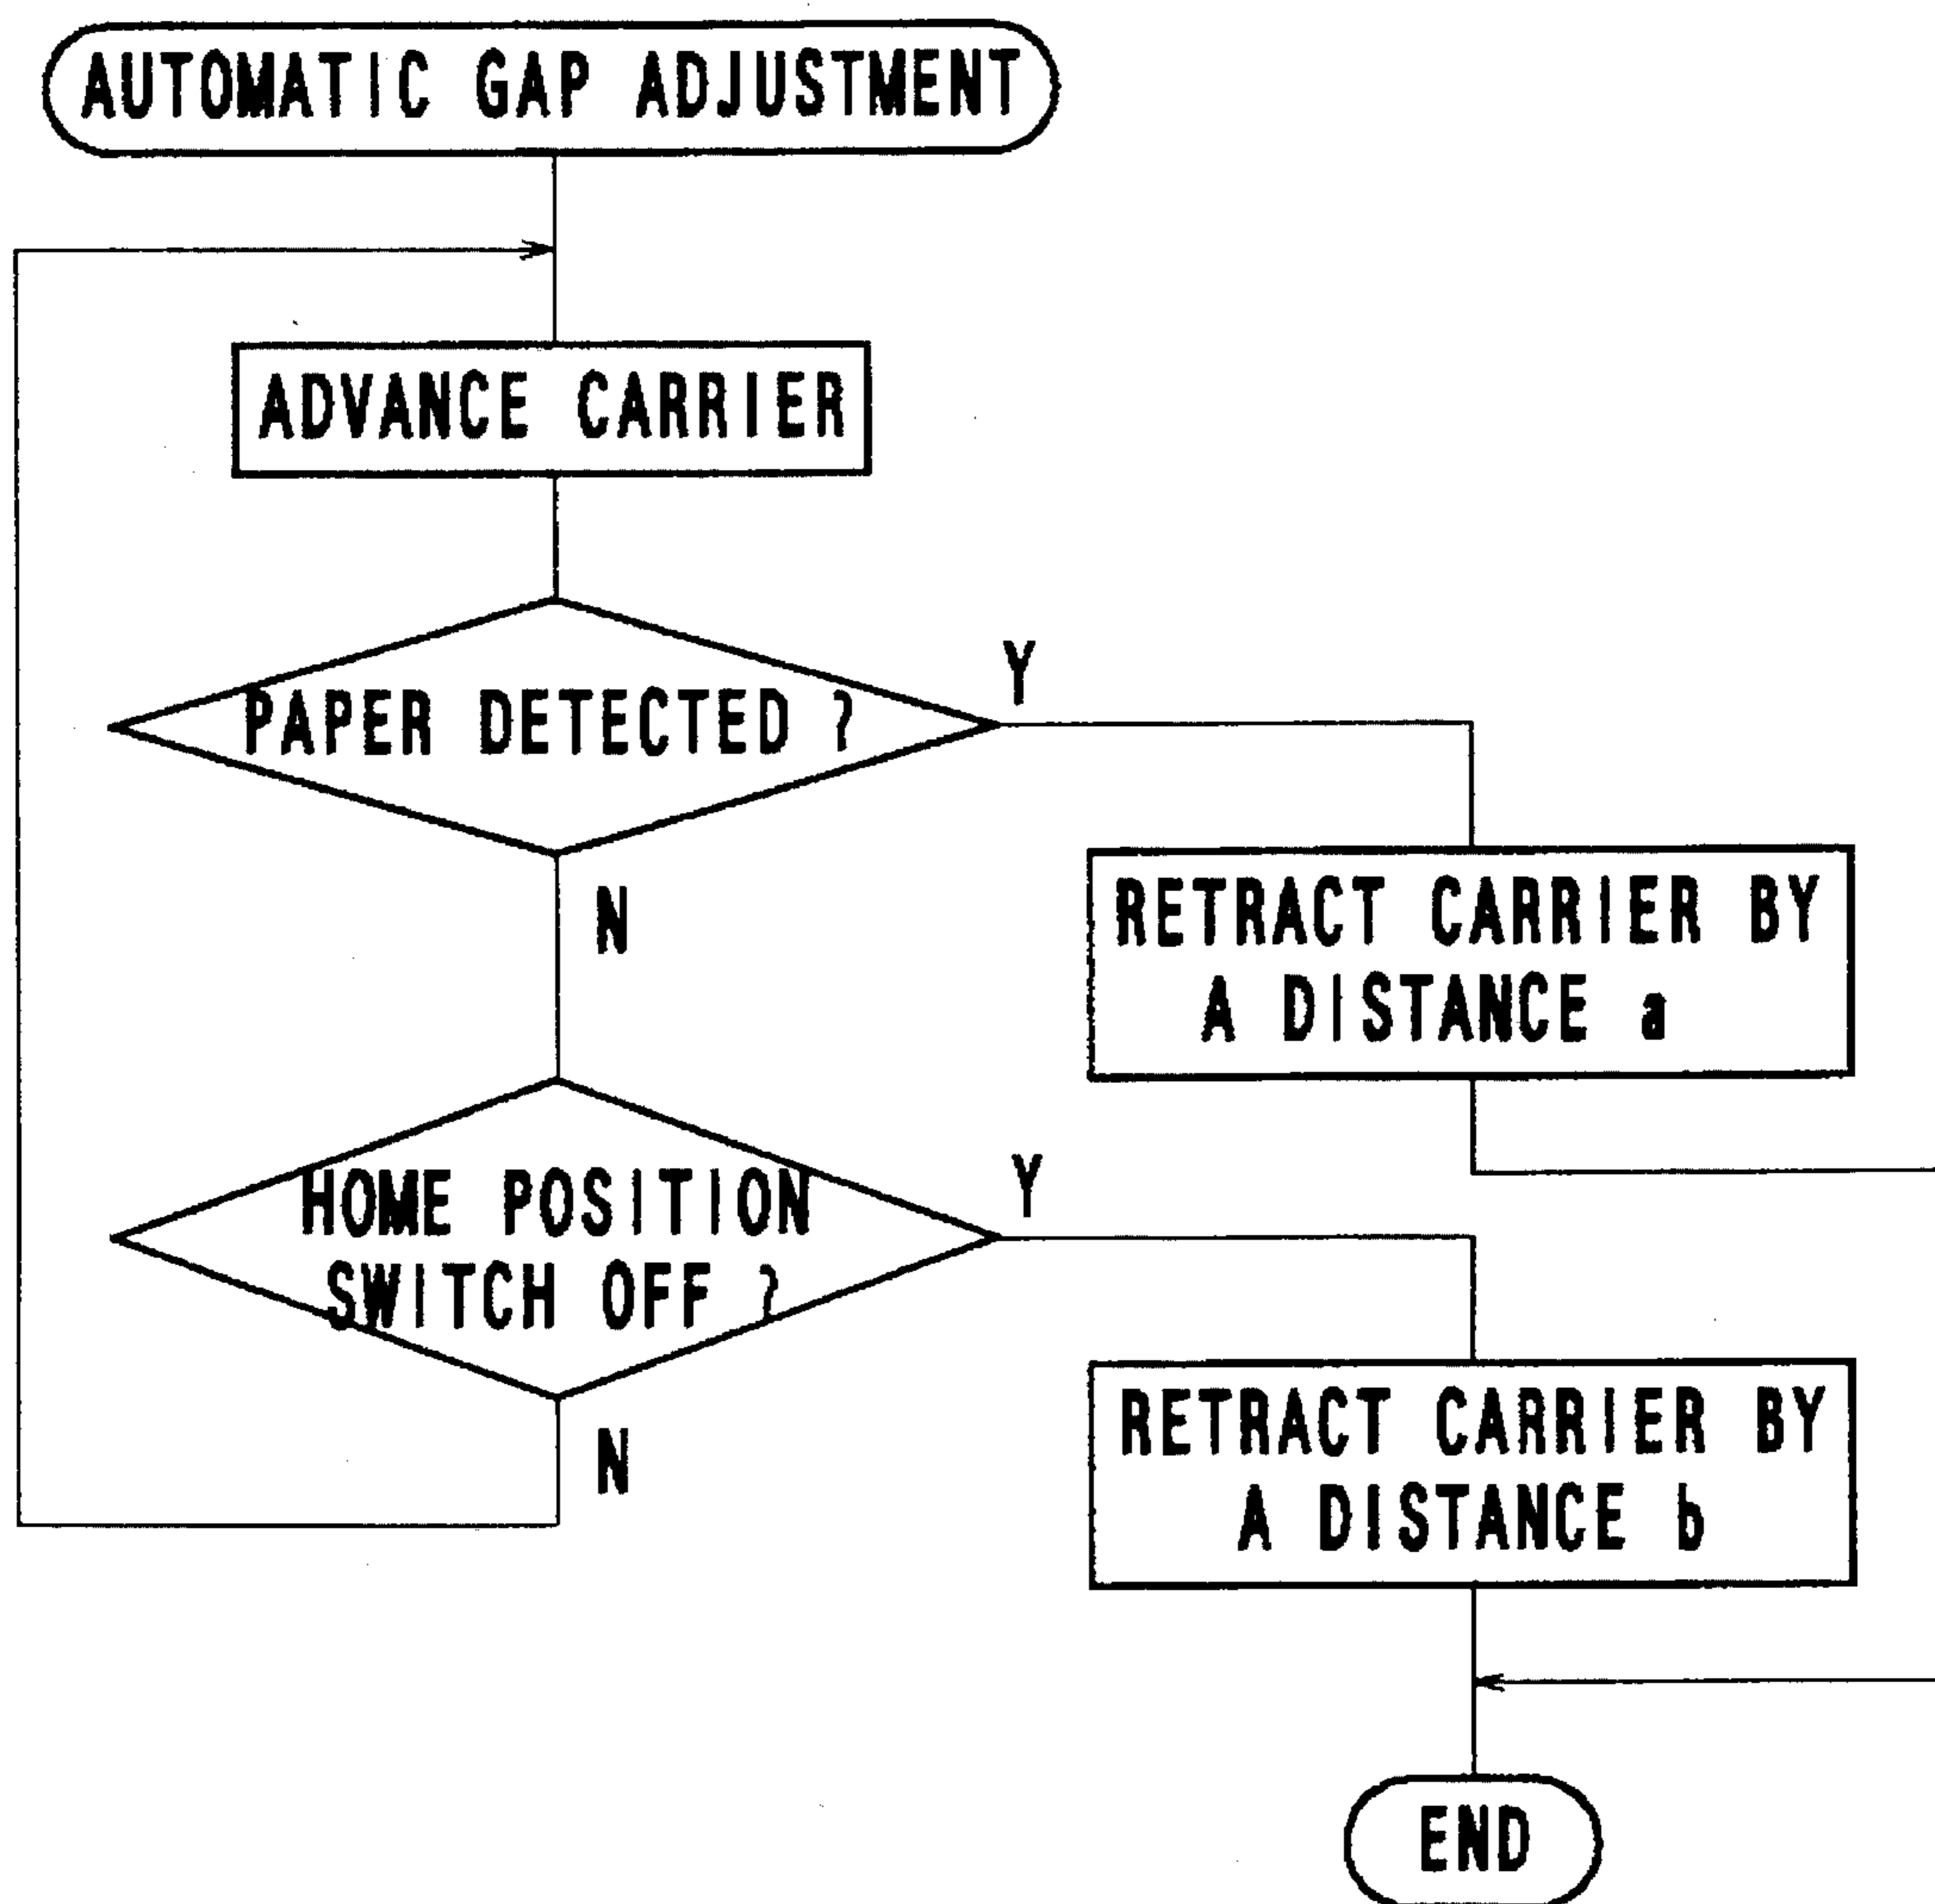 AUTOMATIC GAP ADJUSTMENT
ADVANCE CARRIER
PAPER DETECTED ?
Y
N
RETRACT CARRIER BY
A DISTANCE a
HOME POSITION
SWITCH OFF ?
Y
N
RETRACT CARRIER BY
A DISTANCE b
END